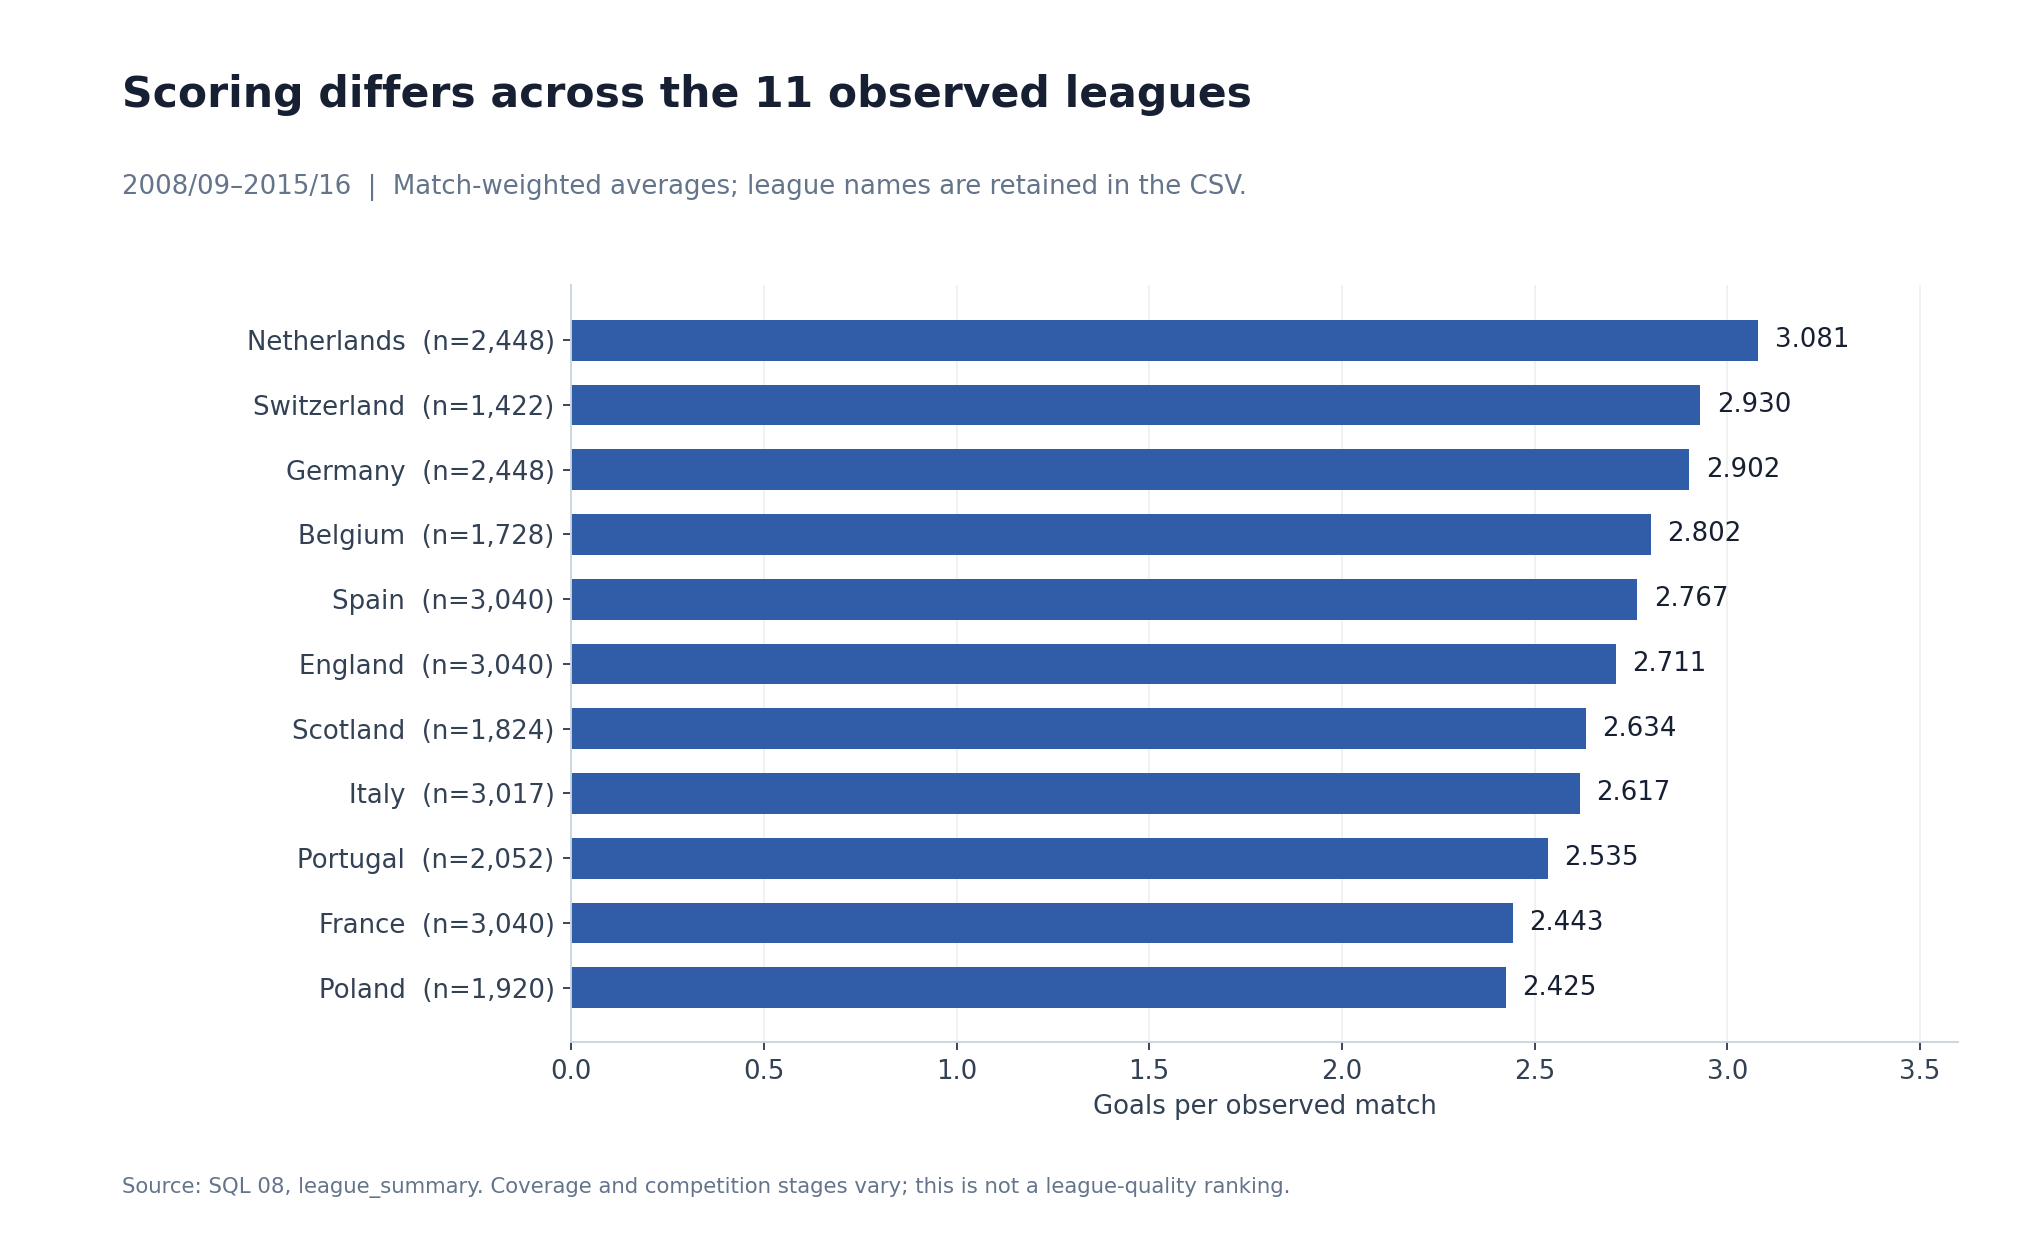 Scoring differs across the 11 observed leagues
2008/09–2015/16 | Match-weighted averages; league names are retained in the CSV.
Netherlands (n=2,448) 3.081
Switzerland (n=1,422) 2.930
Germany (n=2,448) 2.902
Belgium (n=1,728) 2.802
Spain (n=3,040) 2.767
England (n=3,040) 2.711
Scotland (n=1,824) 2.634
Italy (n=3,017) 2.617
Portugal (n=2,052) 2.535
France (n=3,040) 2.443
Poland (n=1,920) 2.425
0.0 0.5 1.0 1.5 2.0 2.5 3.0 3.5
Goals per observed match
Source: SQL 08, league_summary. Coverage and competition stages vary; this is not a league-quality ranking.